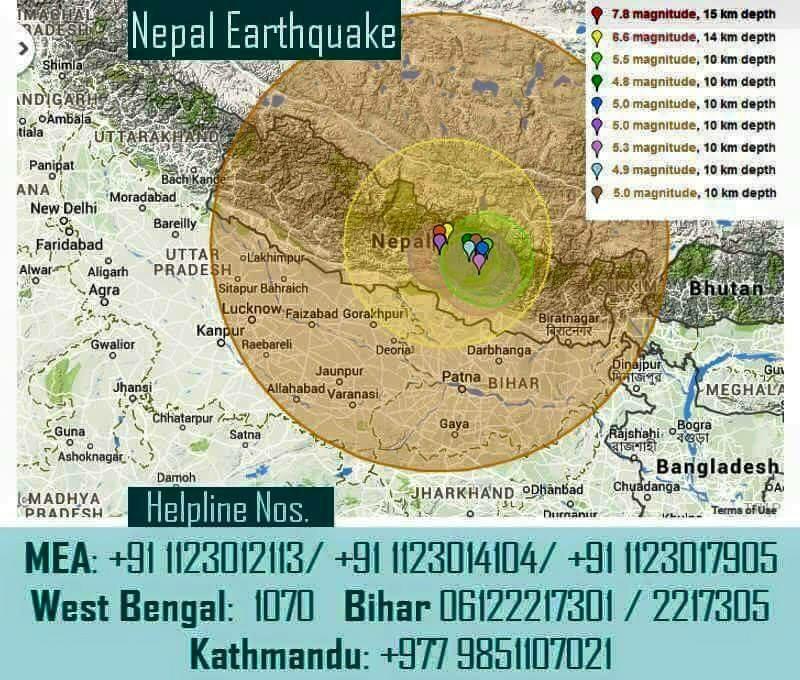 Nepal Earthquake
7.8 magnitude, 15 km depth
6.6 magnitude, 14 km depth
5.5 magnitude, 10 km depth
4.8 magnitude, 10 km depth
5.0 magnitude, 10 km depth
5.0 magnitude, 10 km depth
5.3 magnitude, 10 km depth
4.9 magnitude, 10 km depth
5.0 magnitude, 10 km depth
Shimla
Ambala
UTTARAKHAND
Panipat
Bach Kande
Moradabad
New Delhi
Bareilly
Faridabad
Nepal
UTTAR
PRADESH
Lakhimpur
Alwar
Aligarh
Agra
Sitapur
Bahraich
SIKKIM
Bhutan
Lucknow
Faizabad
Gorakhpur
Biratnagar
बिराटनगर
Kanpur
Raebareli
Gwalior
Deoria
Darbhanga
Dinajpur
দিনাজপুর
Jaunpur
Patna
BIHAR
MEGHALA
Jhansi
Allahabad
Varanasi
Chhatarpur
Gaya
Guna
Satna
Rajshahi
রাজশাহী
Bogra
বগুড়া
Ashoknagar
Bangladesh
Damoh
MADHYA
PRADESH
JHARKHAND
Dhanbad
Chuadanga
Durgapur
Terms of Use
Helpline Nos.
MEA: +91 1123012113/ +91 1123014104/ +91 1123017905
West Bengal: 1070 Bihar 06122217301 / 2217305
Kathmandu: +977 9851107021